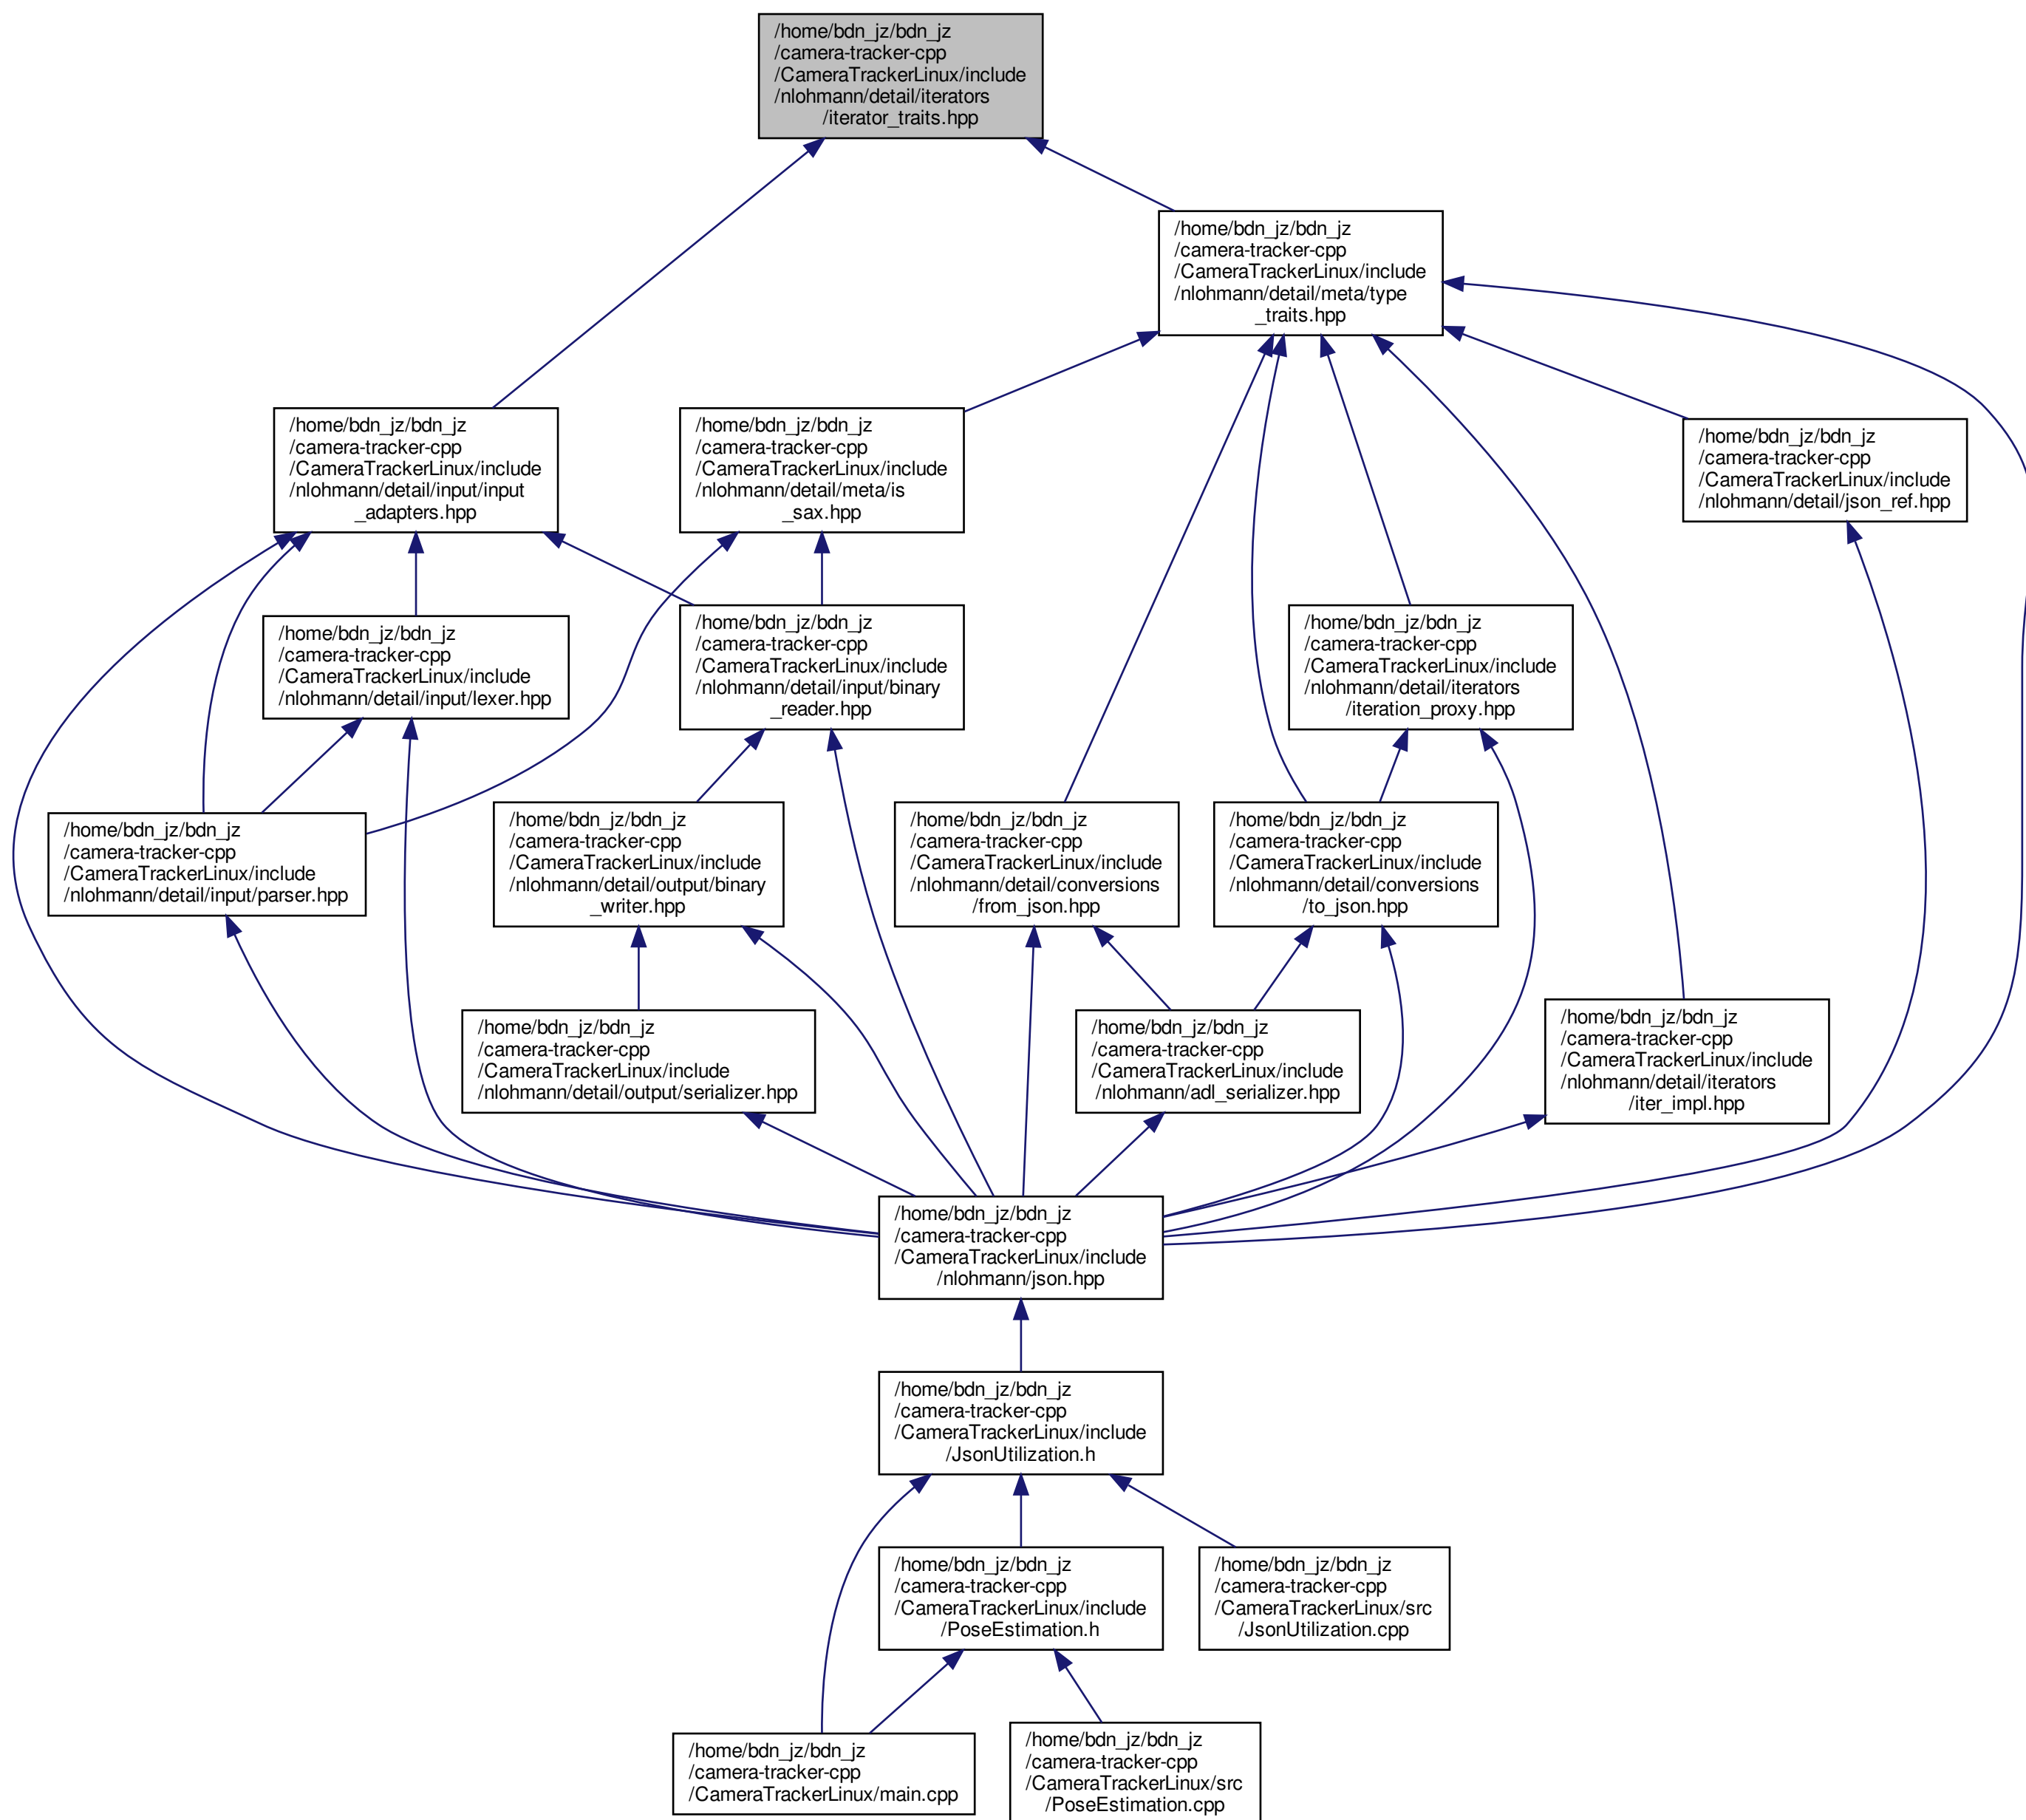 /home/bdn_jz/bdn_jz
/camera-tracker-cpp
/CameraTrackerLinux/include
/nlohmann/detail/iterators
/iterator_traits.hpp
/home/bdn_jz/bdn_jz
/camera-tracker-cpp
/CameraTrackerLinux/include
/nlohmann/detail/meta/type
_traits.hpp
/home/bdn_jz/bdn_jz
/camera-tracker-cpp
/CameraTrackerLinux/include
/nlohmann/detail/input/input
_adapters.hpp
/home/bdn_jz/bdn_jz
/camera-tracker-cpp
/CameraTrackerLinux/include
/nlohmann/detail/meta/is
_sax.hpp
/home/bdn_jz/bdn_jz
/camera-tracker-cpp
/CameraTrackerLinux/include
/nlohmann/detail/json_ref.hpp
/home/bdn_jz/bdn_jz
/camera-tracker-cpp
/CameraTrackerLinux/include
/nlohmann/detail/input/lexer.hpp
/home/bdn_jz/bdn_jz
/camera-tracker-cpp
/CameraTrackerLinux/include
/nlohmann/detail/input/binary
_reader.hpp
/home/bdn_jz/bdn_jz
/camera-tracker-cpp
/CameraTrackerLinux/include
/nlohmann/detail/iterators
/iteration_proxy.hpp
/home/bdn_jz/bdn_jz
/camera-tracker-cpp
/CameraTrackerLinux/include
/nlohmann/detail/input/parser.hpp
/home/bdn_jz/bdn_jz
/camera-tracker-cpp
/CameraTrackerLinux/include
/nlohmann/detail/output/binary
_writer.hpp
/home/bdn_jz/bdn_jz
/camera-tracker-cpp
/CameraTrackerLinux/include
/nlohmann/detail/conversions
/from_json.hpp
/home/bdn_jz/bdn_jz
/camera-tracker-cpp
/CameraTrackerLinux/include
/nlohmann/detail/conversions
/to_json.hpp
/home/bdn_jz/bdn_jz
/camera-tracker-cpp
/CameraTrackerLinux/include
/nlohmann/detail/output/serializer.hpp
/home/bdn_jz/bdn_jz
/camera-tracker-cpp
/CameraTrackerLinux/include
/nlohmann/adl_serializer.hpp
/home/bdn_jz/bdn_jz
/camera-tracker-cpp
/CameraTrackerLinux/include
/nlohmann/detail/iterators
/iter_impl.hpp
/home/bdn_jz/bdn_jz
/camera-tracker-cpp
/CameraTrackerLinux/include
/nlohmann/json.hpp
/home/bdn_jz/bdn_jz
/camera-tracker-cpp
/CameraTrackerLinux/include
/JsonUtilization.h
/home/bdn_jz/bdn_jz
/camera-tracker-cpp
/CameraTrackerLinux/include
/PoseEstimation.h
/home/bdn_jz/bdn_jz
/camera-tracker-cpp
/CameraTrackerLinux/src
/JsonUtilization.cpp
/home/bdn_jz/bdn_jz
/camera-tracker-cpp
/CameraTrackerLinux/main.cpp
/home/bdn_jz/bdn_jz
/camera-tracker-cpp
/CameraTrackerLinux/src
/PoseEstimation.cpp